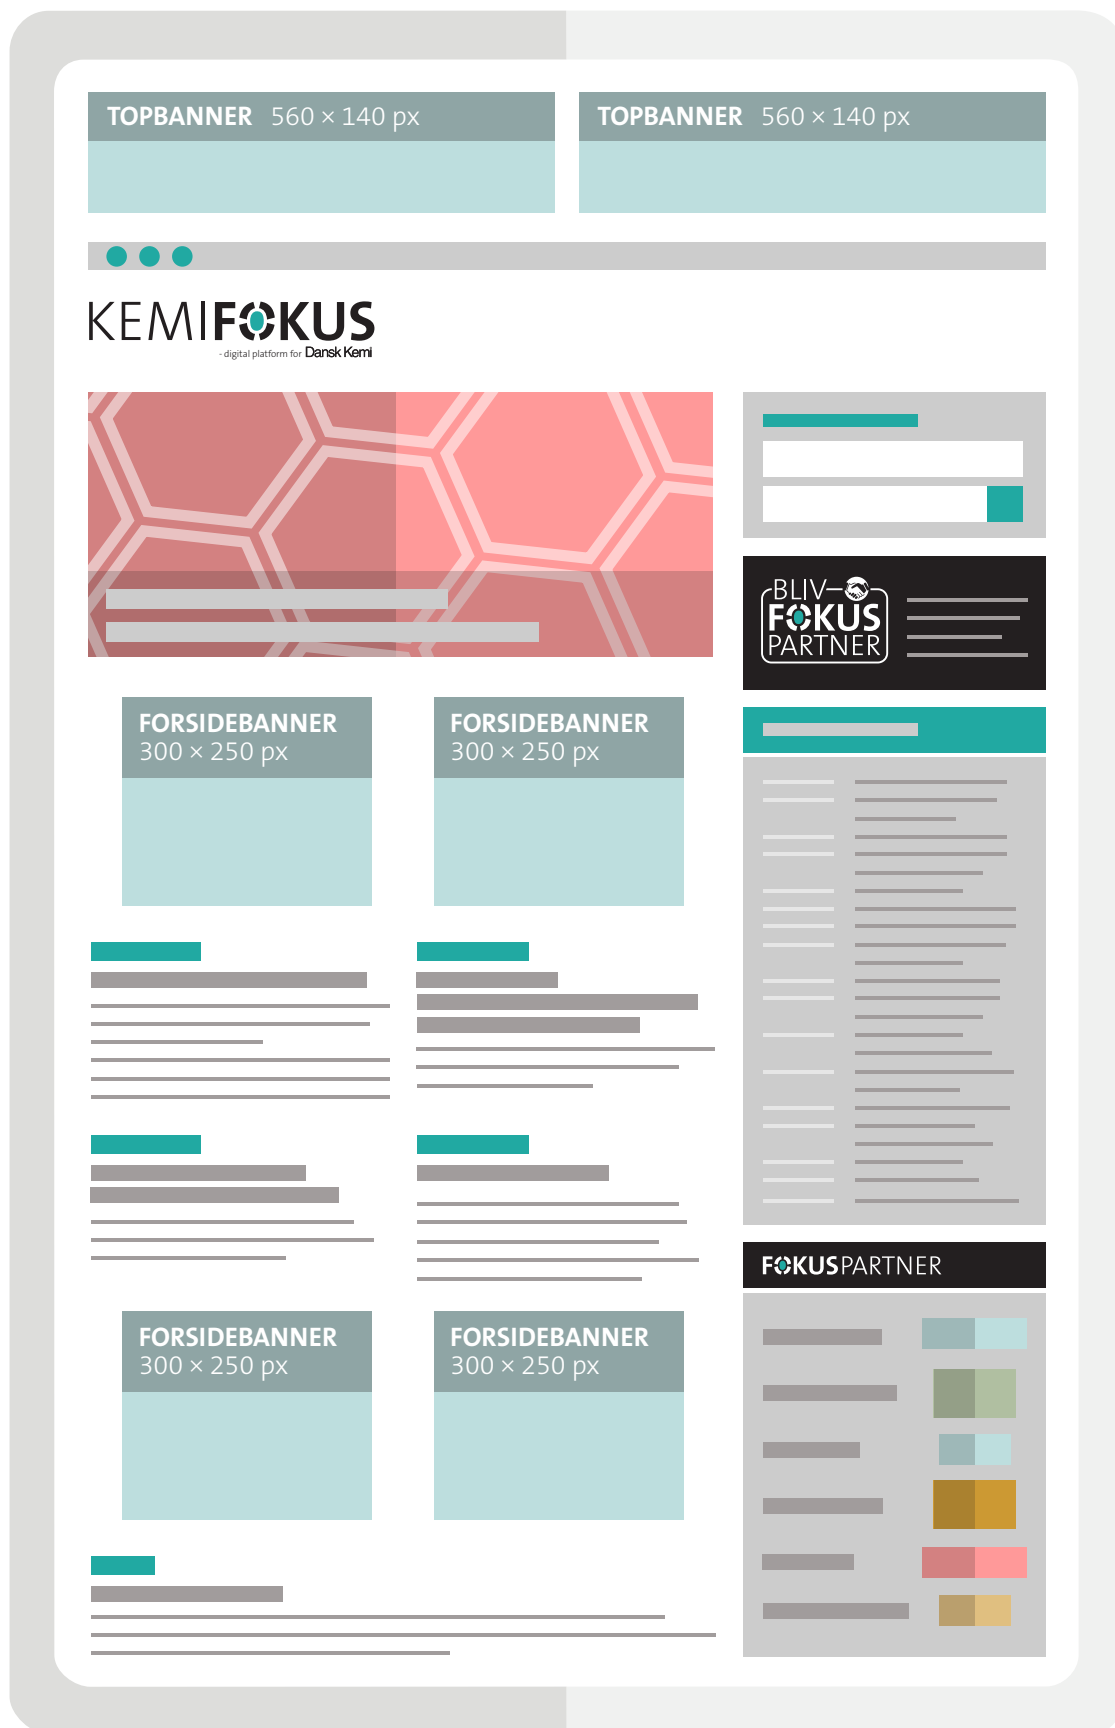 TOPBANNER 560 × 140 px
TOPBANNER 560 × 140 px
KEMIFOKUS
- digital platform for Dansk Kemi
BLIV
FOKUS
PARTNER
FORSIDEBANNER
300 × 250 px
FORSIDEBANNER
300 × 250 px
FOKUSPARTNER
FORSIDEBANNER
300 × 250 px
FORSIDEBANNER
300 × 250 px